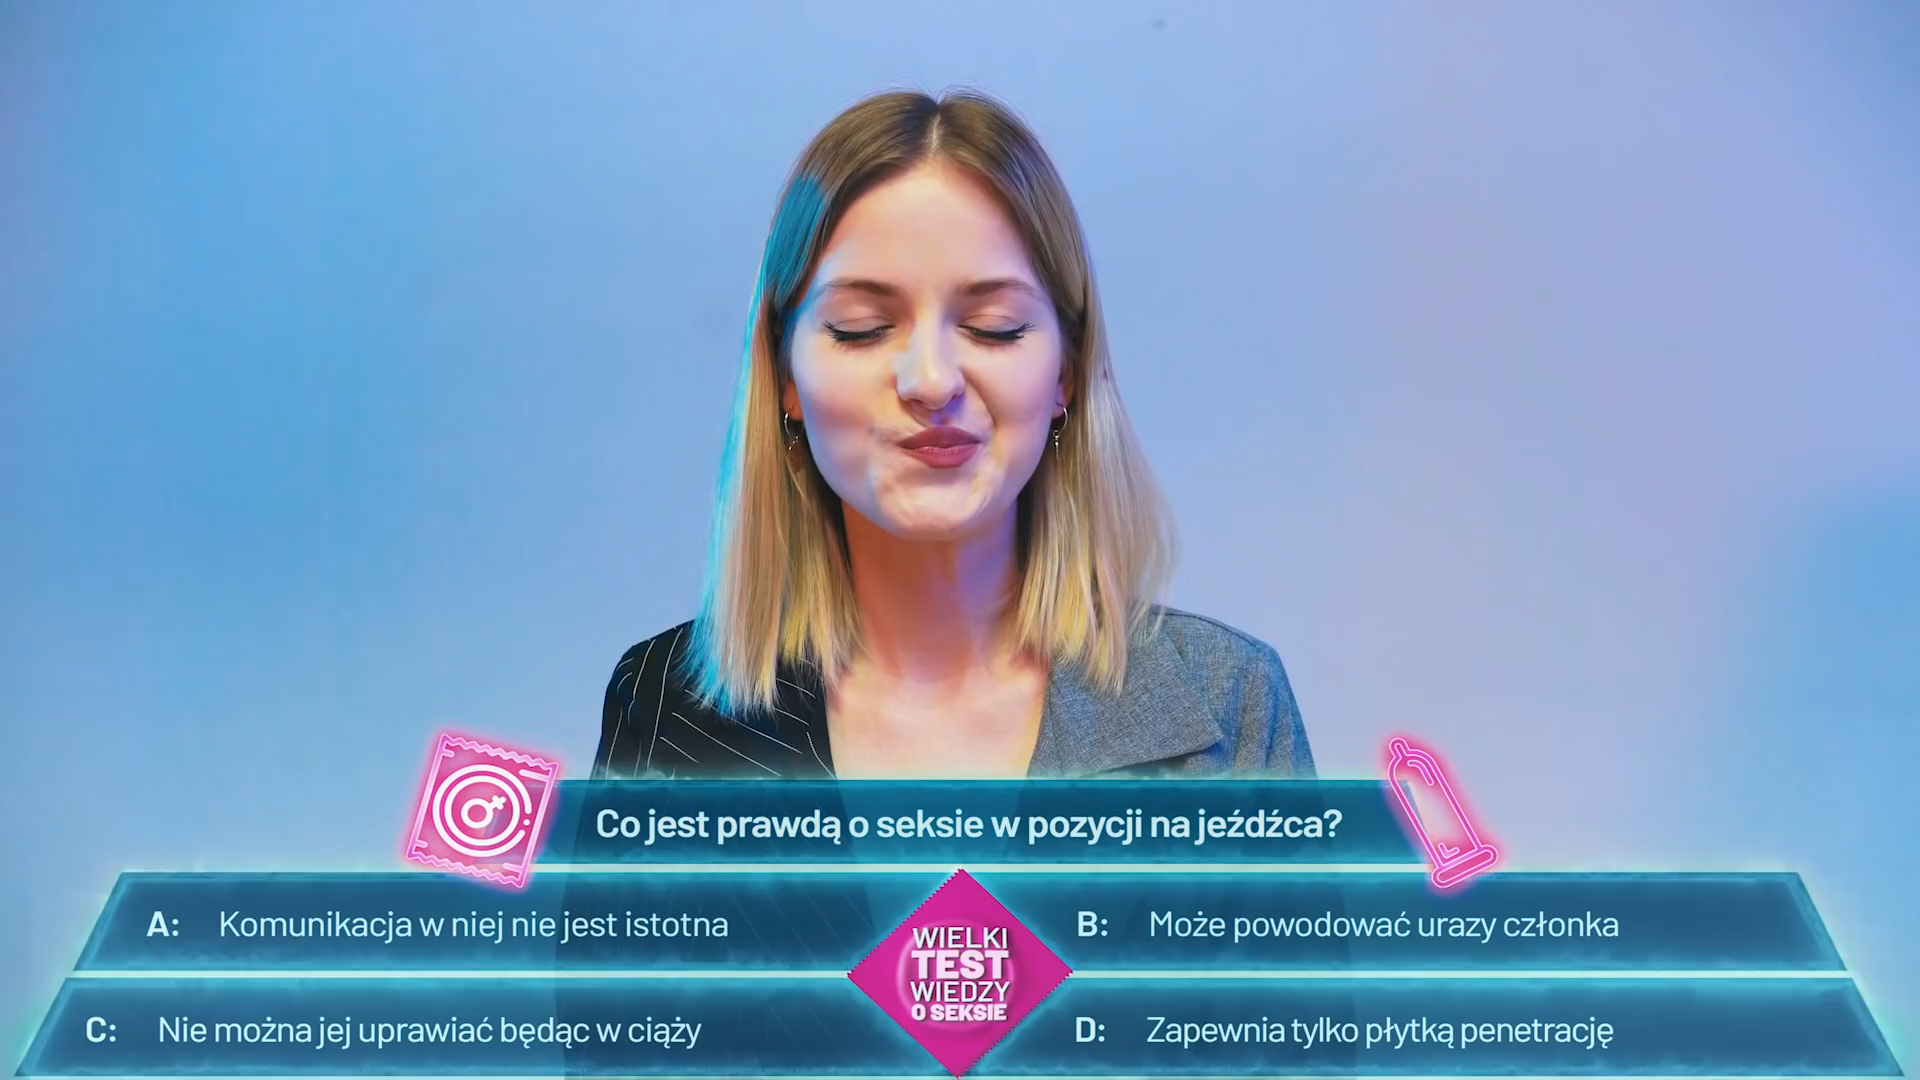 Co jest prawdą o seksie w pozycji na jeźdźca?
A: Komunikacja w niej nie jest istotna
B: Może powodować urazy członka
C: Nie można jej uprawiać będąc w ciąży
D: Zapewnia tylko płytką penetrację
WIELKI
TEST
WIEDZY
O SEKSIE